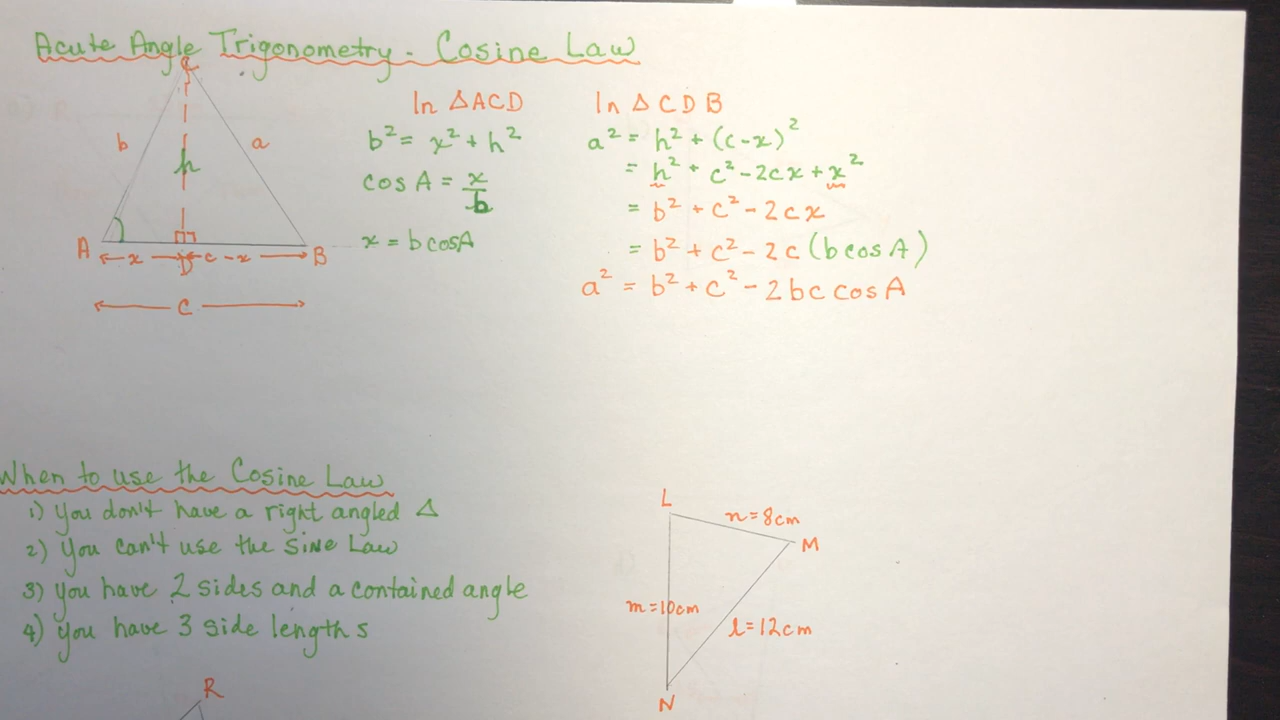 Acute Angle Trigonometry - Cosine Law
C
b
h
a
A
x
D
c-x
B
c
In ΔACD
b² = x² + h²
cos A = x/b
x = b cosA
In ΔCDB
a² = h² + (c-x)²
= h² + c² - 2cx + x²
= b² + c² - 2cx
= b² + c² - 2c (b cos A)
a² = b² + c² - 2bc cos A
When to use the Cosine Law
1) you don't have a right angled Δ
2) you can't use the sine Law
3) you have 2 sides and a contained angle
4) you have 3 side lengths
L
n=8cm
M
m=10cm
l=12cm
N
R